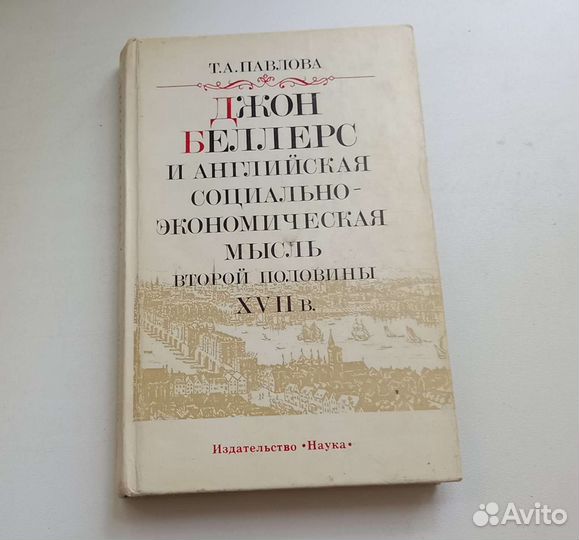 Т.А.ПАВЛОВА
ДЖОН
БЕЛЛЕРС
И АНГЛИЙСКАЯ
СОЦИАЛЬНО-
ЭКОНОМИЧЕСКАЯ
МЫСЛЬ
ВТОРОЙ ПОЛОВИНЫ
XVII В.
Издательство «Наука»
Avito